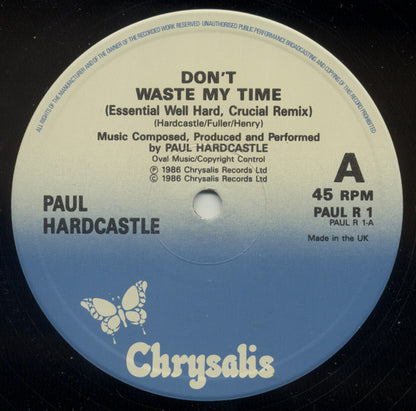 ALL RIGHTS OF THE MANUFACTURER AND OF THE OWNER OF THE RECORDED WORK RESERVED · UNAUTHORISED PUBLIC PERFORMANCE BROADCASTING AND COPYING OF THIS RECORD PROHIBITED
DON'T
WASTE MY TIME
(Essential Well Hard, Crucial Remix)
(Hardcastle/Fuller/Henry)
Music Composed, Produced and Performed
by PAUL HARDCASTLE
Oval Music/Copyright Control
℗ 1986 Chrysalis Records Ltd
© 1986 Chrysalis Records Ltd
A
45 RPM
PAUL R 1
PAUL R 1-A
Made in the UK
PAUL
HARDCASTLE
Chrysalis